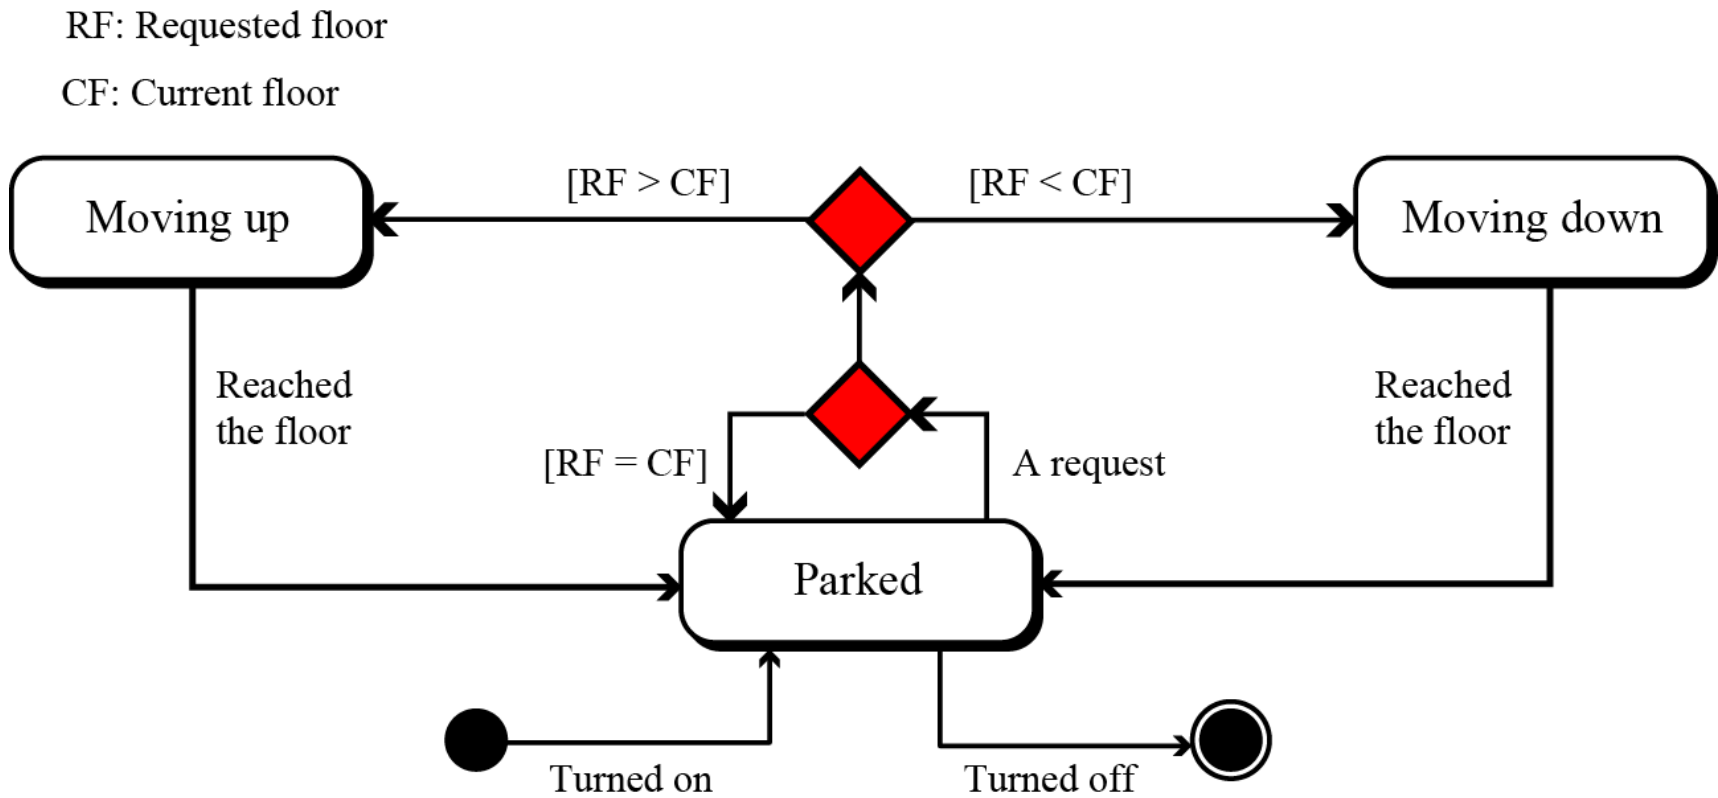 RF: Requested floor
CF: Current floor
[RF > CF]
[RF < CF]
Moving up
Moving down
Reached
the floor
Reached
the floor
[RF = CF]
A request
Parked
Turned on
Turned off